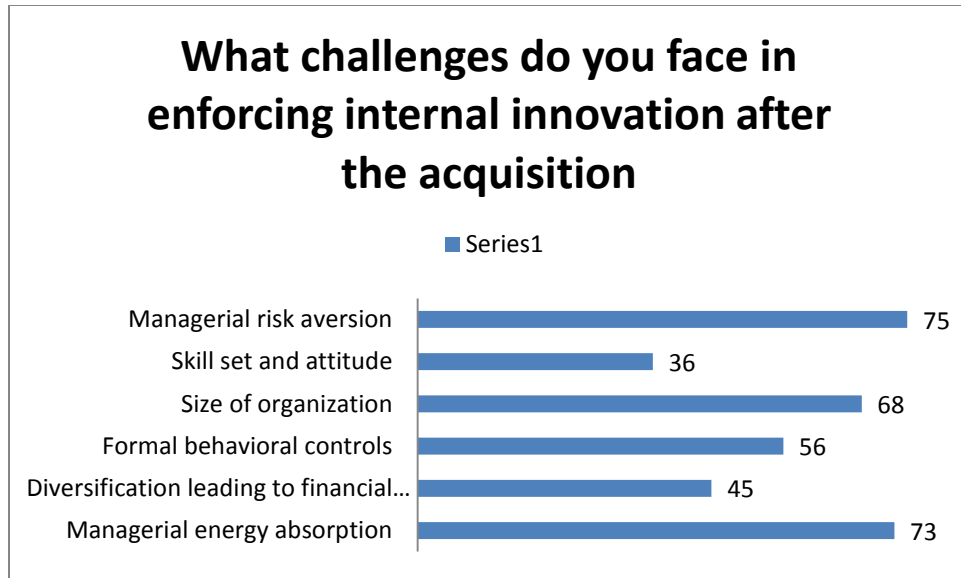 What challenges do you face in
enforcing internal innovation after
the acquisition
Series1
Managerial risk aversion 75
Skill set and attitude 36
Size of organization 68
Formal behavioral controls 56
Diversification leading to financial... 45
Managerial energy absorption 73